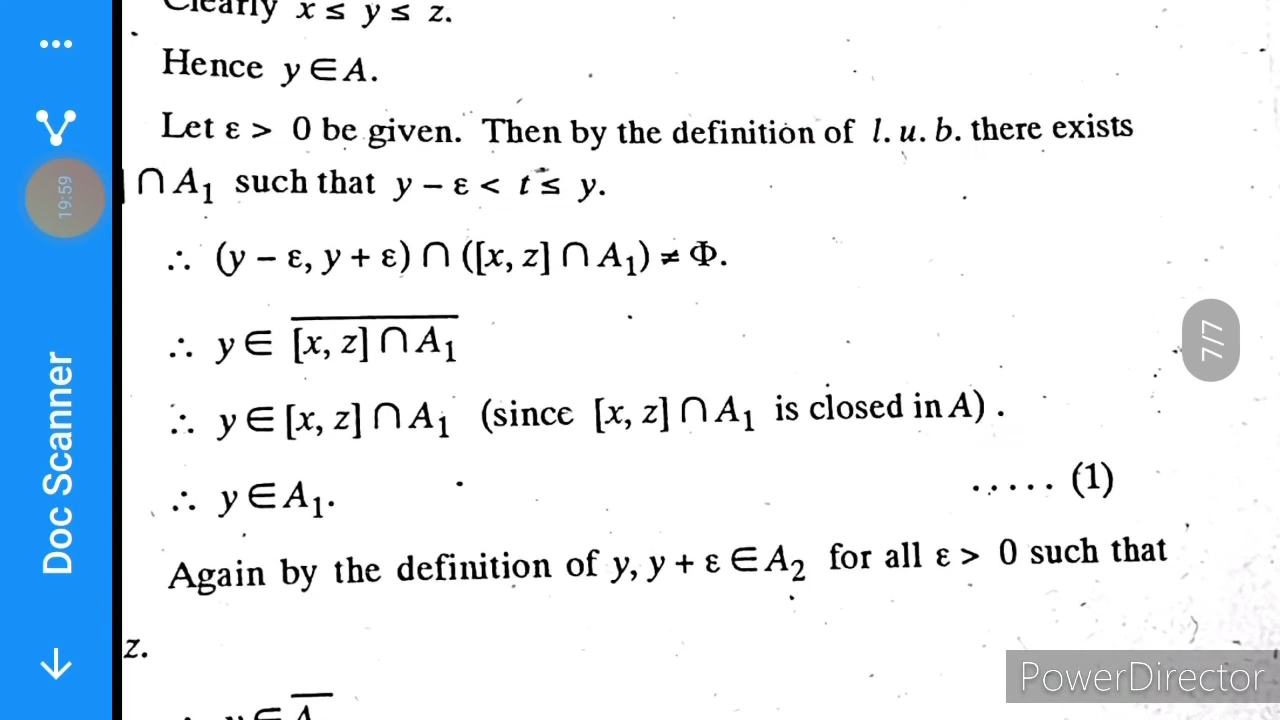 Clearly x ≤ y ≤ z.
Hence y ∈ A.
Let ε > 0 be given. Then by the definition of l. u. b. there exists
∩ A₁ such that y − ε < t ≤ y.
∴ (y − ε, y + ε) ∩ ([x, z] ∩ A₁) ≠ Φ.
∴ y ∈ \overline{[x, z] ∩ A₁}
∴ y ∈ [x, z] ∩ A₁ (since [x, z] ∩ A₁ is closed in A) .
∴ y ∈ A₁. ..... (1)
Again by the definition of y, y + ε ∈ A₂ for all ε > 0 such that
z.
Doc Scanner
19:59
7/7
PowerDirector